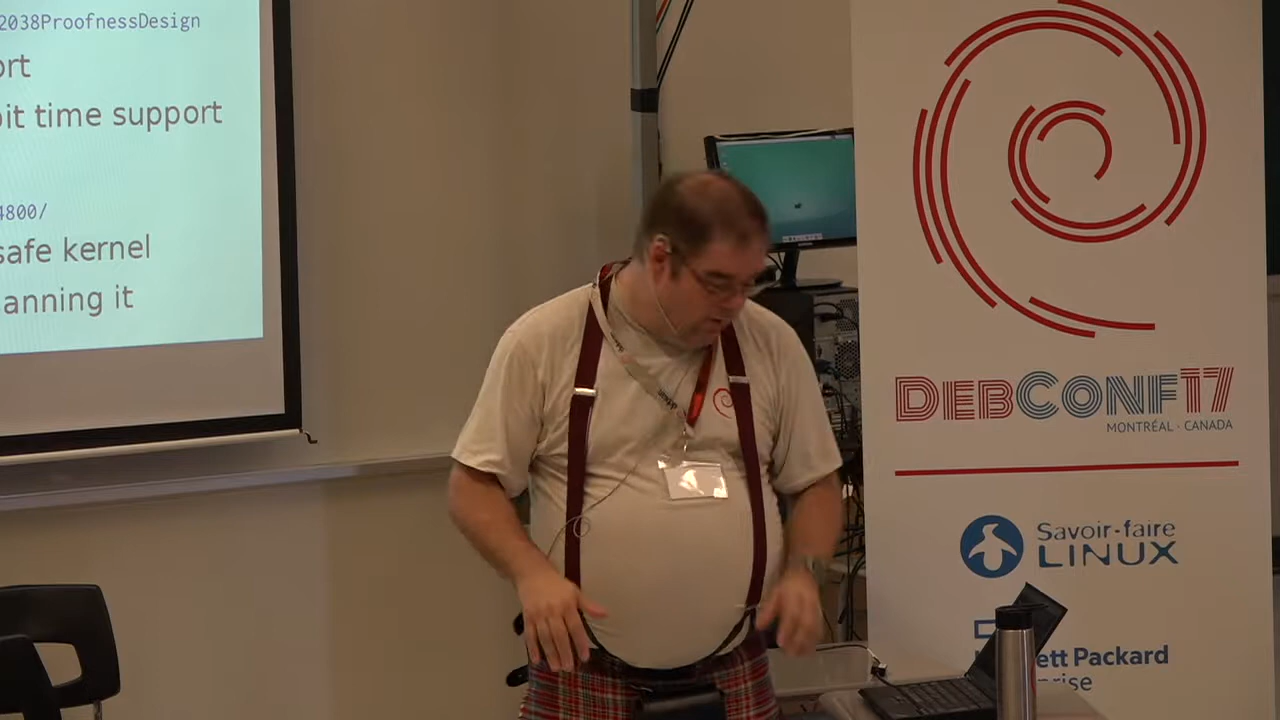 2038ProofnessDesign
ort
bit time support
4800/
safe kernel
anning it
DEBCONF17
MONTRÉAL · CANADA
Savoir-faire
LINUX
ett Packard
rise